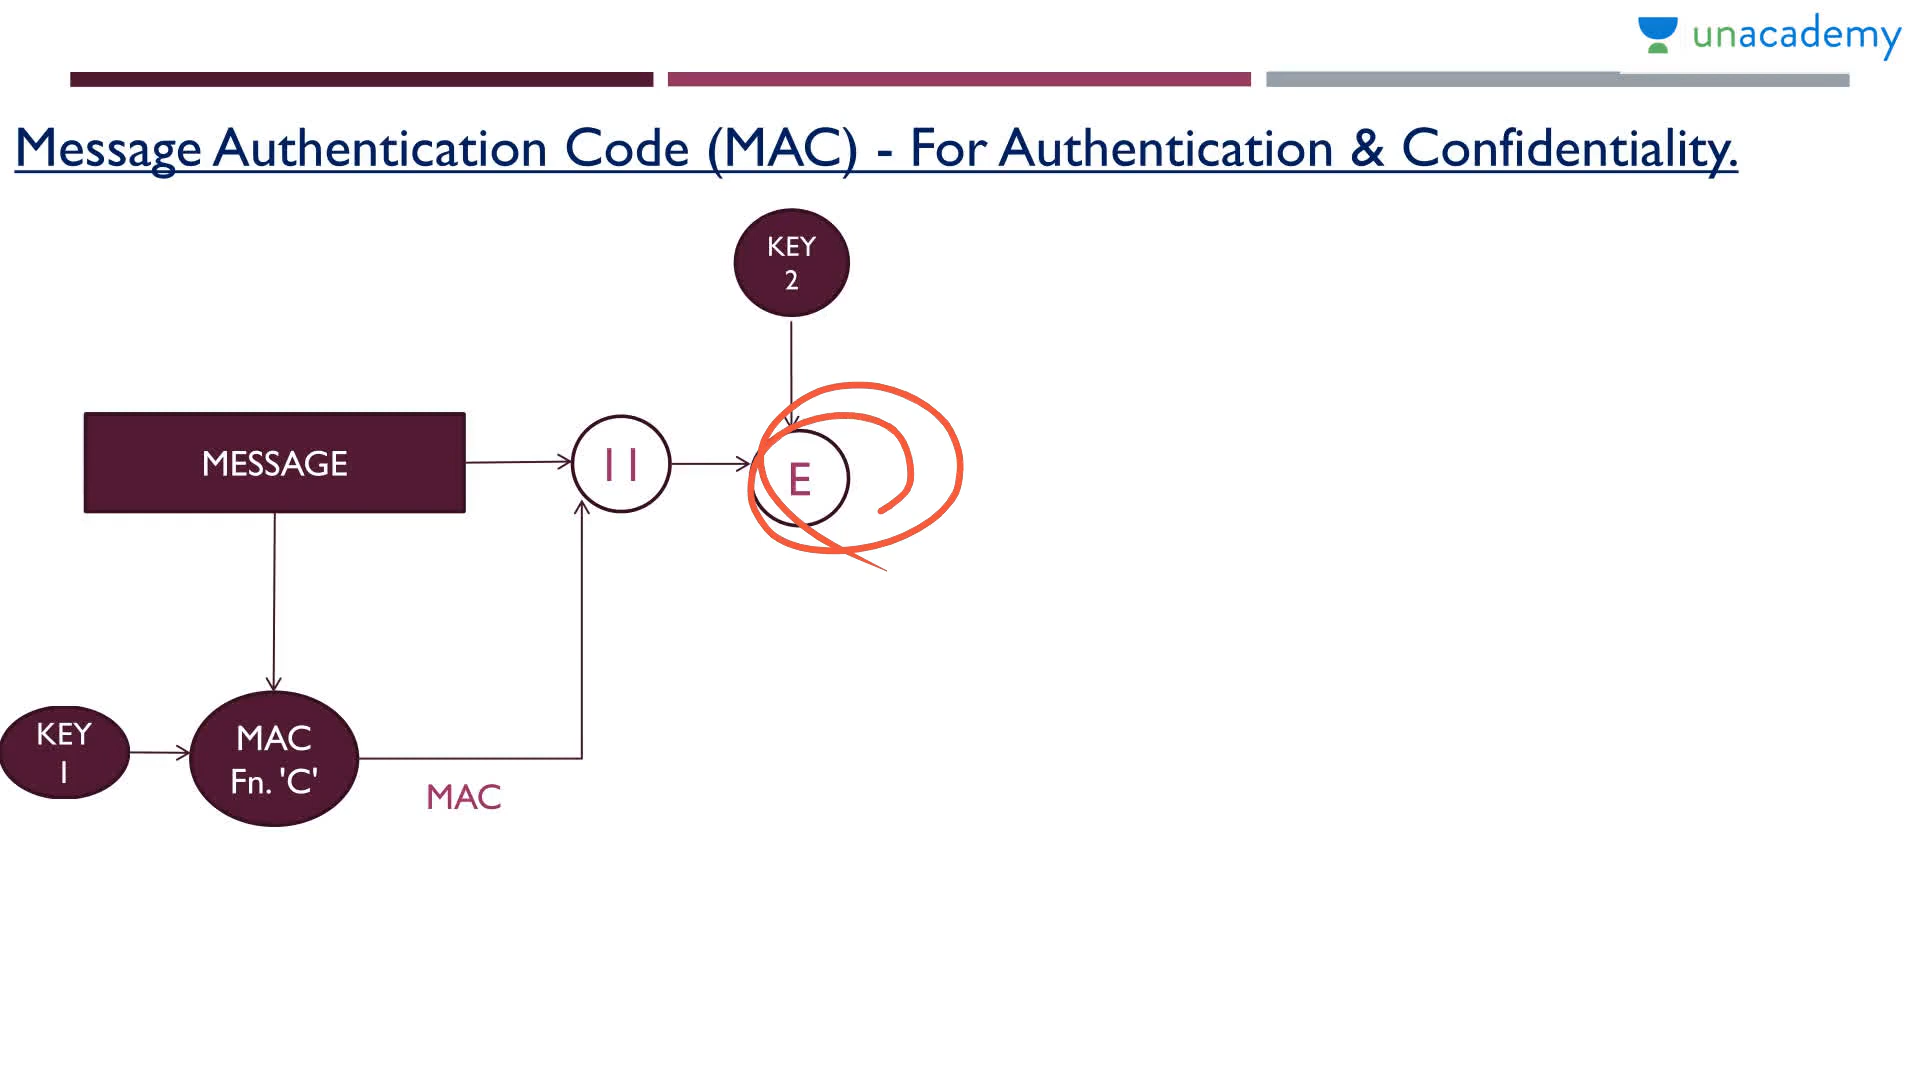 unacademy
Message Authentication Code (MAC) - For Authentication & Confidentiality.
KEY
2
MESSAGE
||
E
KEY
1
MAC
Fn. 'C'
MAC